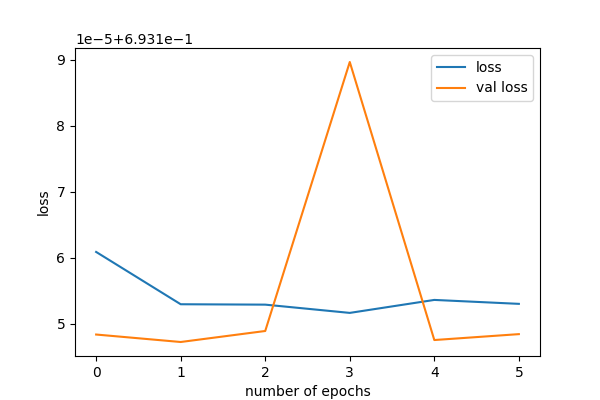 1e−5+6.931e−1
9
8
7
6
5
loss
loss
val loss
0 1 2 3 4 5
number of epochs